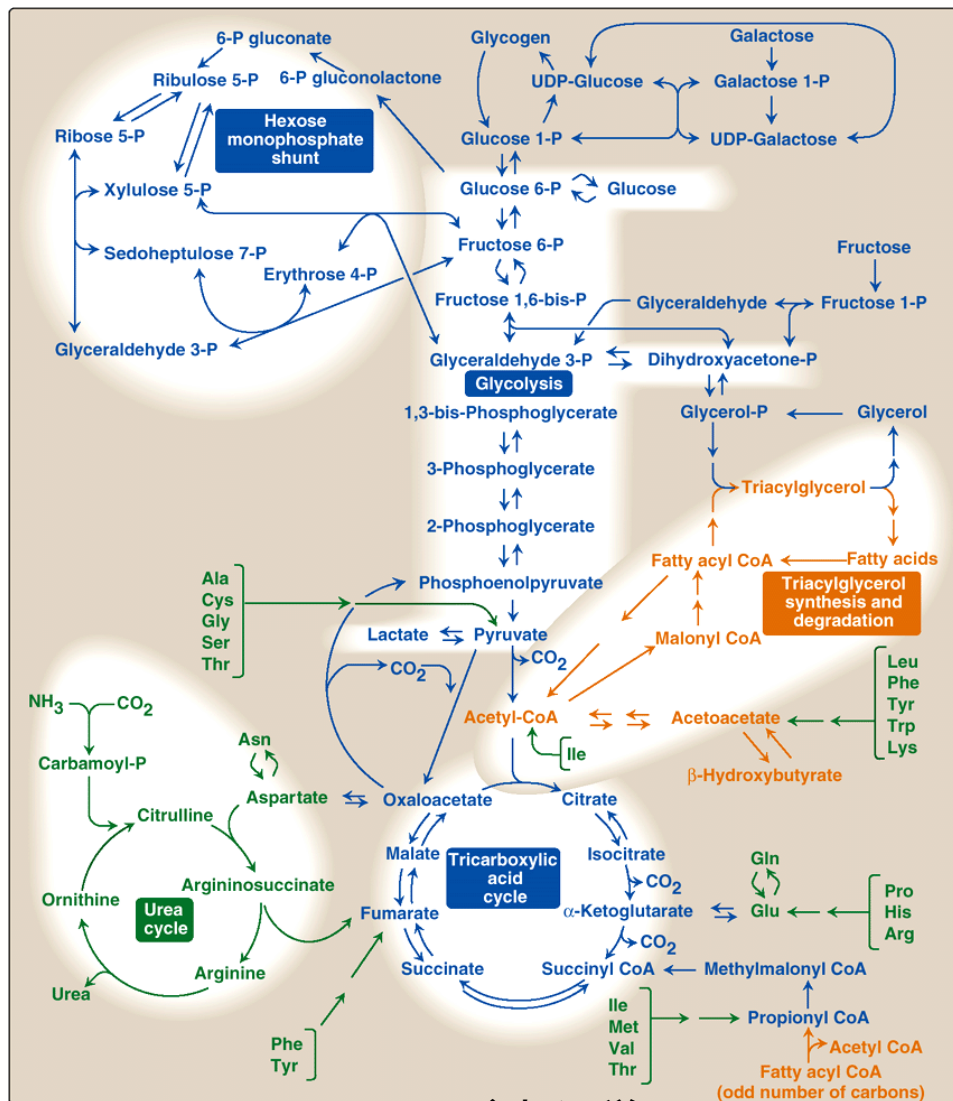 6-P gluconate
Ribulose 5-P
6-P gluconolactone
Hexose
monophosphate
shunt
Ribose 5-P
Xylulose 5-P
Sedoheptulose 7-P
Erythrose 4-P
Glyceraldehyde 3-P
Glycogen
UDP-Glucose
Glucose 1-P
Galactose
Galactose 1-P
UDP-Galactose
Glucose 6-P
Glucose
Fructose 6-P
Fructose 1,6-bis-P
Glyceraldehyde
Fructose
Fructose 1-P
Glyceraldehyde 3-P
Dihydroxyacetone-P
Glycolysis
1,3-bis-Phosphoglycerate
Glycerol-P
Glycerol
3-Phosphoglycerate
Triacylglycerol
2-Phosphoglycerate
Fatty acyl CoA
Fatty acids
Triacylglycerol
synthesis and
degradation
Phosphoenolpyruvate
Malonyl CoA
Ala
Cys
Gly
Ser
Thr
Lactate
Pyruvate
CO2
CO2
Acetyl-CoA
Acetoacetate
Leu
Phe
Tyr
Trp
Lys
Ile
β-Hydroxybutyrate
NH3
CO2
Carbamoyl-P
Asn
Aspartate
Citrulline
Ornithine
Argininosuccinate
Urea
cycle
Arginine
Urea
Oxaloacetate
Citrate
Malate
Isocitrate
Tricarboxylic
acid
cycle
CO2
Fumarate
α-Ketoglutarate
CO2
Succinate
Succinyl CoA
Gln
Glu
Pro
His
Arg
Methylmalonyl CoA
Propionyl CoA
Phe
Tyr
Ile
Met
Val
Thr
Acetyl CoA
Fatty acyl CoA
(odd number of carbons)